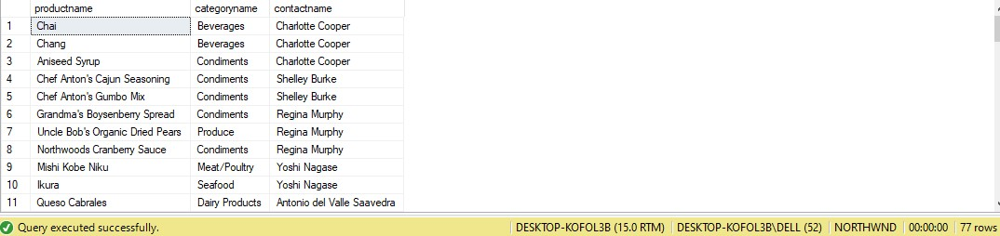 productname categoryname contactname
1 Chai Beverages Charlotte Cooper
2 Chang Beverages Charlotte Cooper
3 Aniseed Syrup Condiments Charlotte Cooper
4 Chef Anton's Cajun Seasoning Condiments Shelley Burke
5 Chef Anton's Gumbo Mix Condiments Shelley Burke
6 Grandma's Boysenberry Spread Condiments Regina Murphy
7 Uncle Bob's Organic Dried Pears Produce Regina Murphy
8 Northwoods Cranberry Sauce Condiments Regina Murphy
9 Mishi Kobe Niku Meat/Poultry Yoshi Nagase
10 Ikura Seafood Yoshi Nagase
11 Queso Cabrales Dairy Products Antonio del Valle Saavedra
Query executed successfully. DESKTOP-KOFOL3B (15.0 RTM) DESKTOP-KOFOL3B\DELL (52) NORTHWND 00:00:00 77 rows